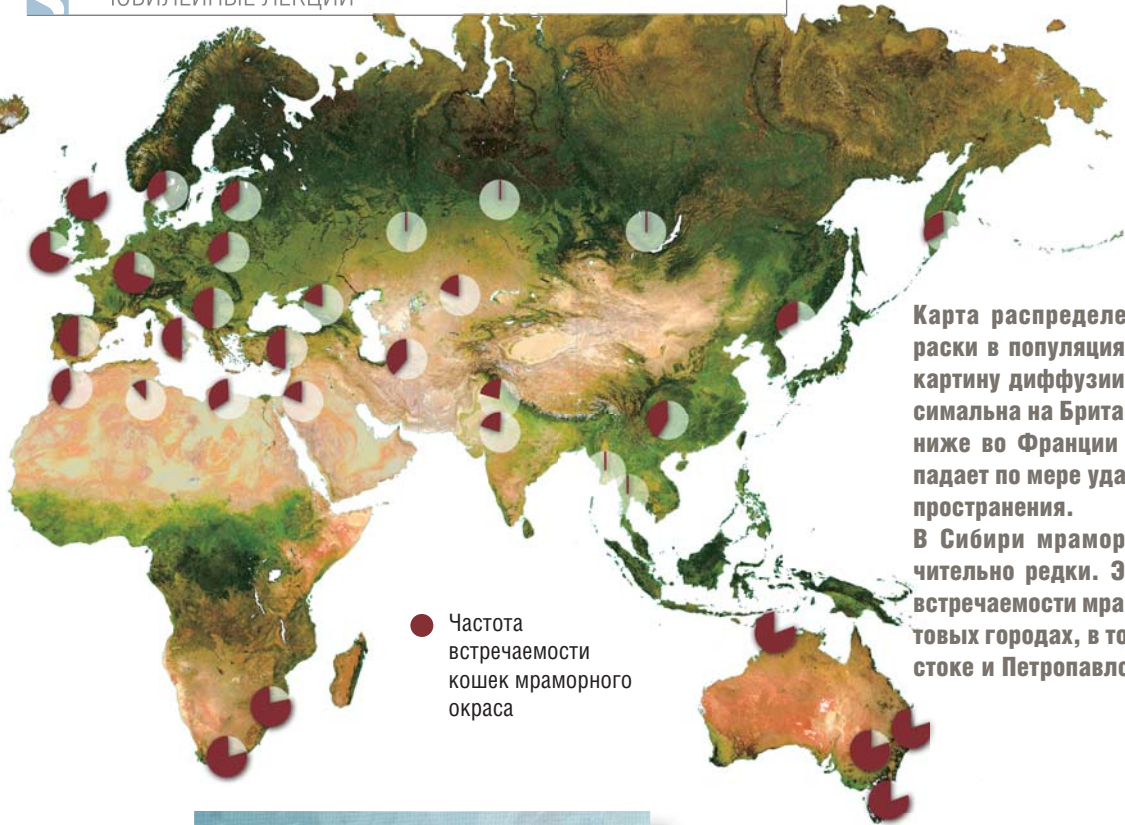 ЮБИЛЕЙНЫЕ ЛЕКЦИИ
Карта распределе
раски в популяция
картину диффузии
симальна на Брита
ниже во Франции
падает по мере уда
пространения.
В Сибири мрамор
чительно редки. Э
встречаемости мра
товых городах, в то
стоке и Петропавло
Частота
встречаемости
кошек мраморного
окраса